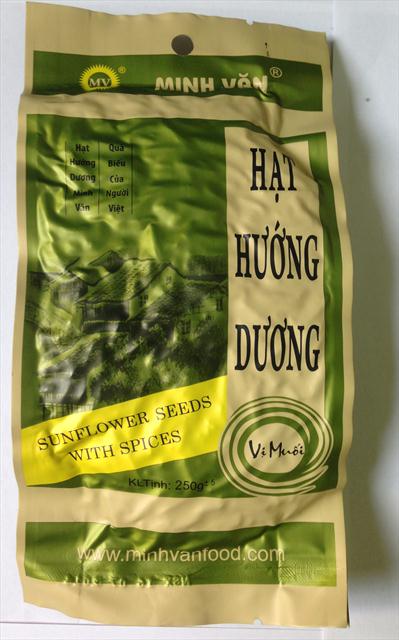 MV®
MINH VĂN®
Hạt Quà
Hướng Biếu
Dương Của
Minh Người
Văn Việt
HẠT
HƯỚNG
DƯƠNG
SUNFLOWER SEEDS
WITH SPICES
Vị Muối
KLTịnh: 250g±5
www.minhvanfood.com